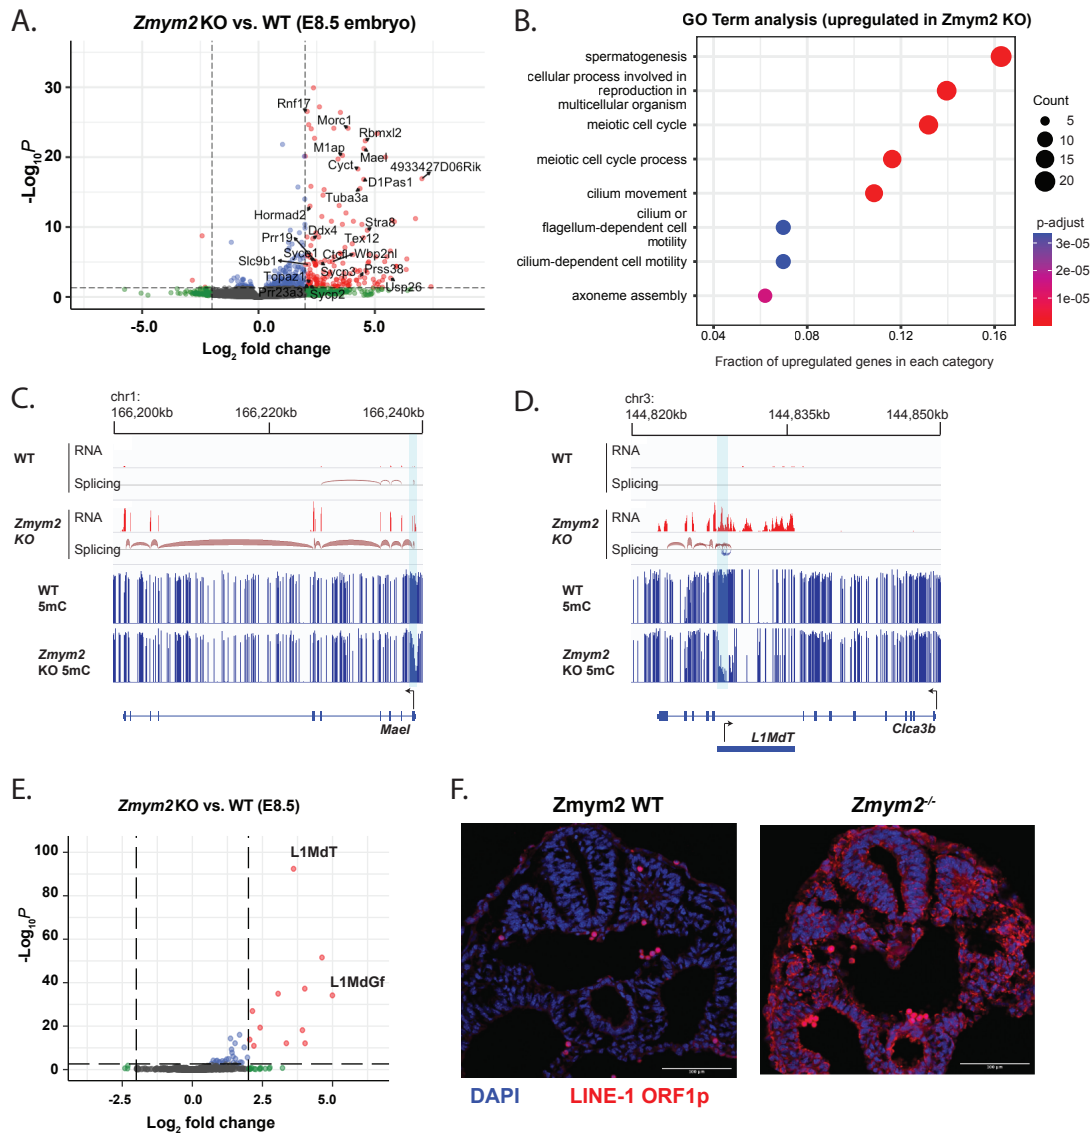 A.
Zmym2 KO vs. WT (E8.5 embryo)
-Log10P
30
20
10
0
Rnf17
Morc1
Rbmxl2
M1ap
Mael
Cyct
4933427D06Rik
D1Pas1
Tuba3a
Hormad2
Stra8
Ddx4
Prr19
Tex12
Syce1
Ctcfl
Wbp2nl
Slc9b1
Sycp3
Prss38
Topaz1
Usp26
Prr23a3
Sycp2
-5.0
0.0
5.0
Log2 fold change
B.
GO Term analysis (upregulated in Zmym2 KO)
spermatogenesis
cellular process involved in
reproduction in
multicellular organism
meiotic cell cycle
meiotic cell cycle process
cilium movement
cilium or
flagellum-dependent cell
motility
cilium-dependent cell motility
axoneme assembly
0.04
0.08
0.12
0.16
Fraction of upregulated genes in each category
Count
5
10
15
20
p-adjust
3e-05
2e-05
1e-05
C.
chr1:
166,200kb
166,220kb
166,240kb
WT
RNA
Splicing
Zmym2
KO
RNA
Splicing
WT
5mC
Zmym2
KO 5mC
Mael
D.
chr3:
144,820kb
144,835kb
144,850kb
WT
RNA
Splicing
Zmym2
KO
RNA
Splicing
WT
5mC
Zmym2
KO 5mC
L1MdT
Clca3b
E.
Zmym2 KO vs. WT (E8.5)
-Log10P
100
80
60
40
20
0
L1MdT
L1MdGf
-2.5
0.0
2.5
5.0
Log2 fold change
F.
Zmym2 WT
Zmym2-/-
100 μm
100 μm
DAPI
LINE-1 ORF1p